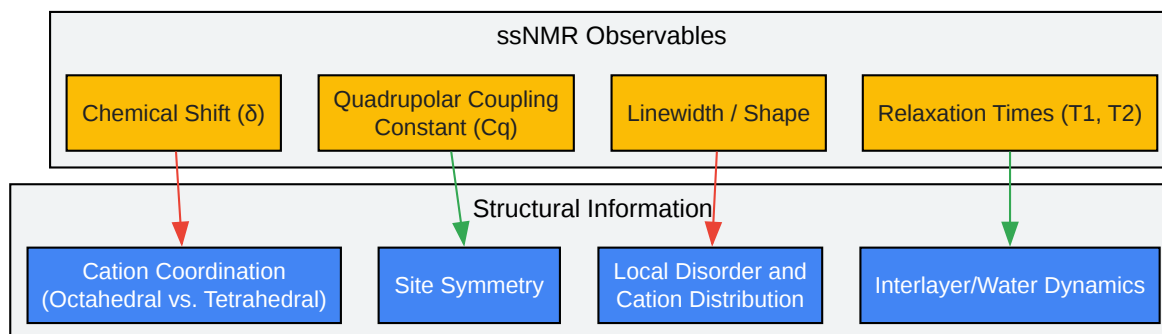 ssNMR Observables
Chemical Shift (δ)
Quadrupolar Coupling
Constant (Cq)
Linewidth / Shape
Relaxation Times (T1, T2)
Structural Information
Cation Coordination
(Octahedral vs. Tetrahedral)
Site Symmetry
Local Disorder and
Cation Distribution
Interlayer/Water Dynamics